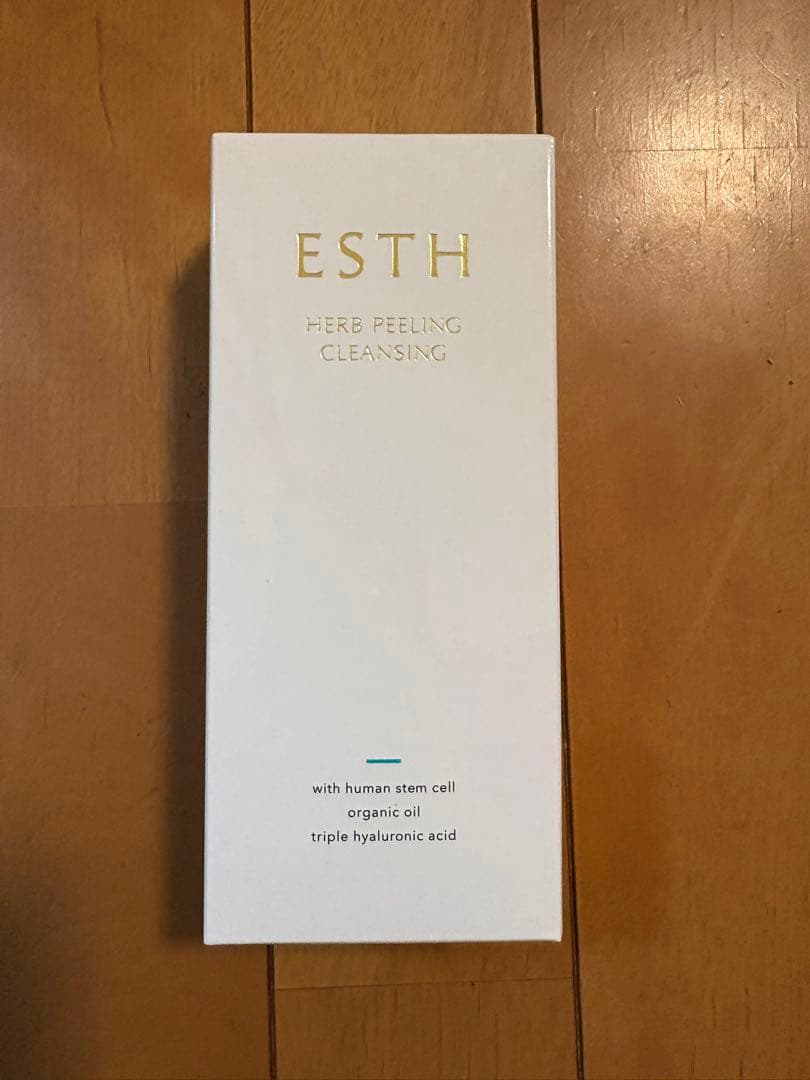 ESTH
HERB PEELING
CLEANSING
with human stem cell
organic oil
triple hyaluronic acid